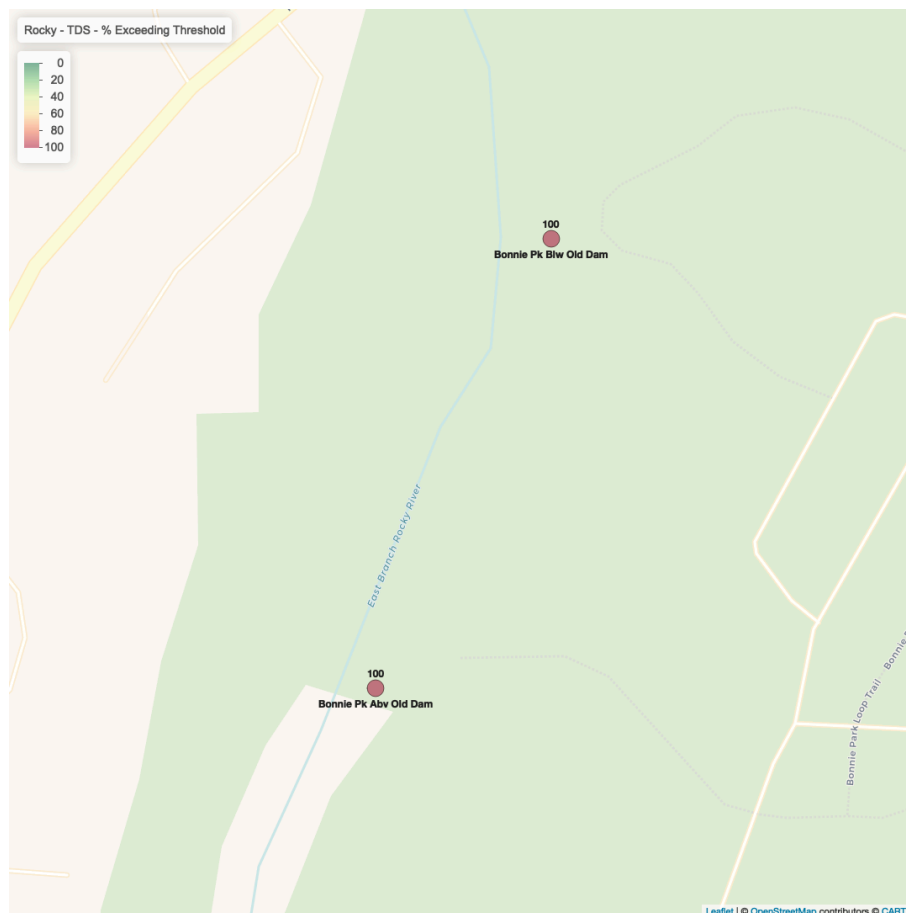 Rocky - TDS - % Exceeding Threshold
0
20
40
60
80
100
100
Bonnie Pk Blw Old Dam
East Branch Rocky River
100
Bonnie Pk Abv Old Dam
Bonnie Park Loop Trail
Bonnie
Leaflet | © OpenStreetMap contributors © CART